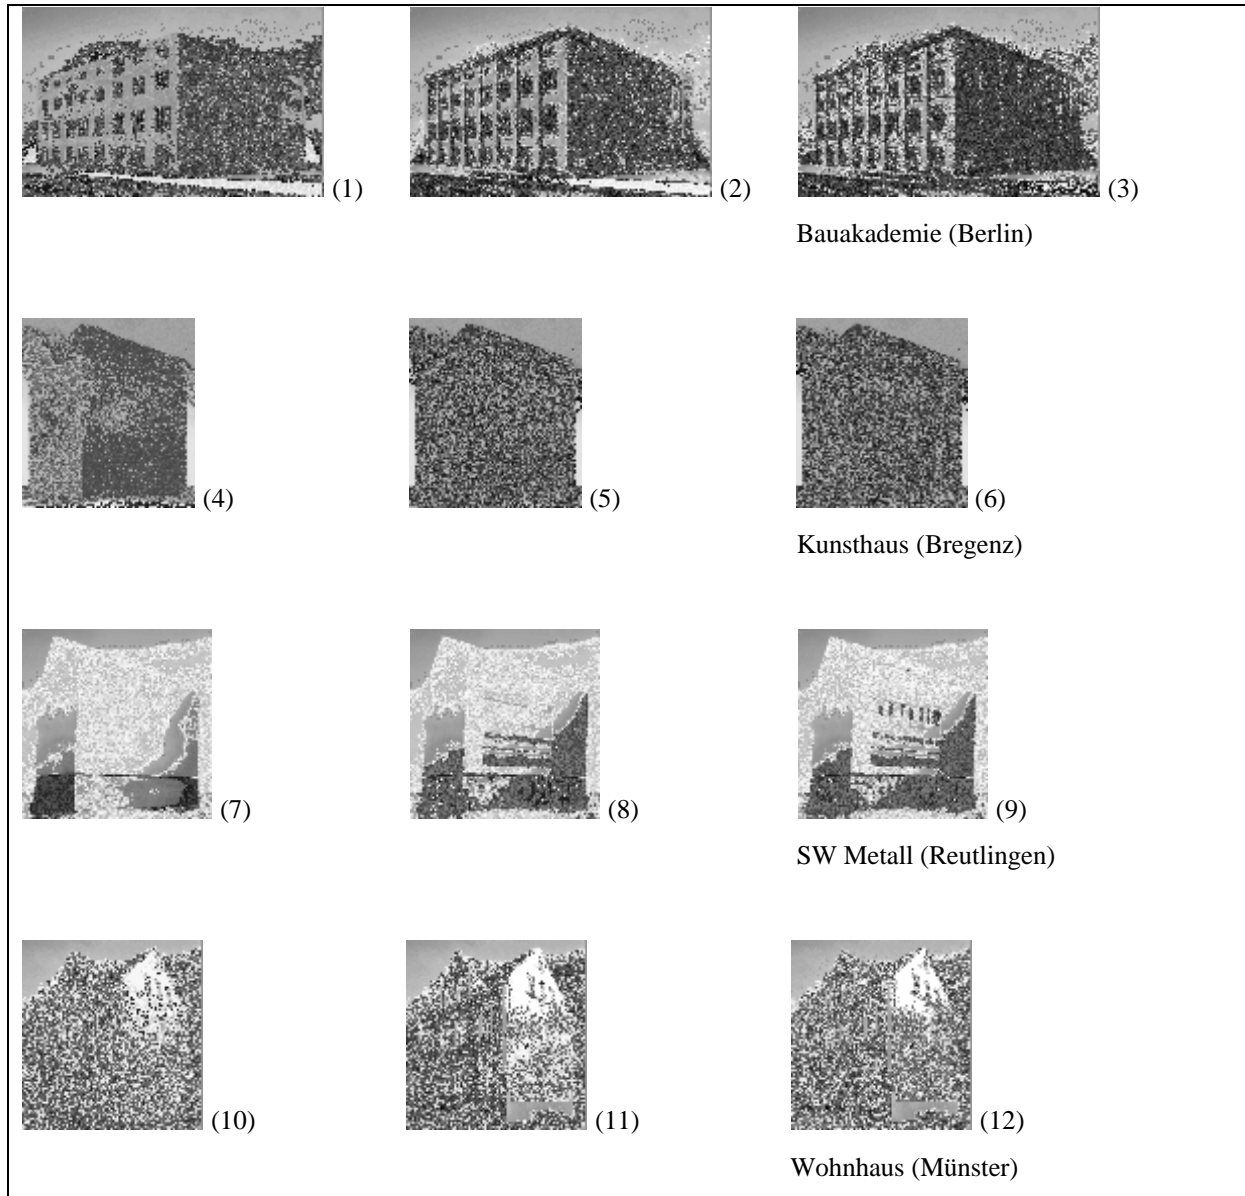 (1) (2) (3)
Bauakademie (Berlin)
(4) (5) (6)
Kunsthaus (Bregenz)
(7) (8) (9)
SW Metall (Reutlingen)
(10) (11) (12)
Wohnhaus (Münster)